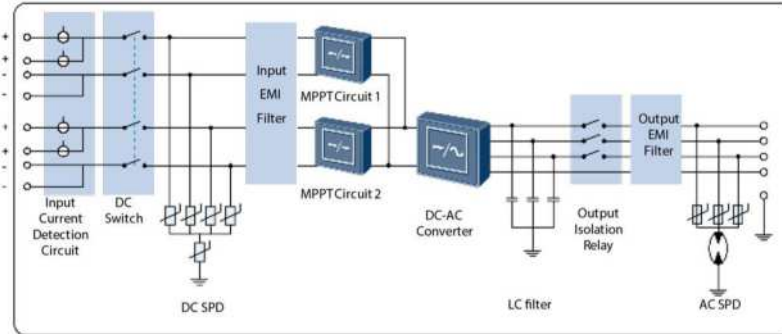 +
+
-
-
+
+
-
-
Input
Current
Detection
Circuit
DC
Switch
DC SPD
Input
EMI
Filter
MPPT Circuit 1
MPPT Circuit 2
DC-AC
Converter
LC filter
Output
Isolation
Relay
Output
EMI
Filter
AC SPD